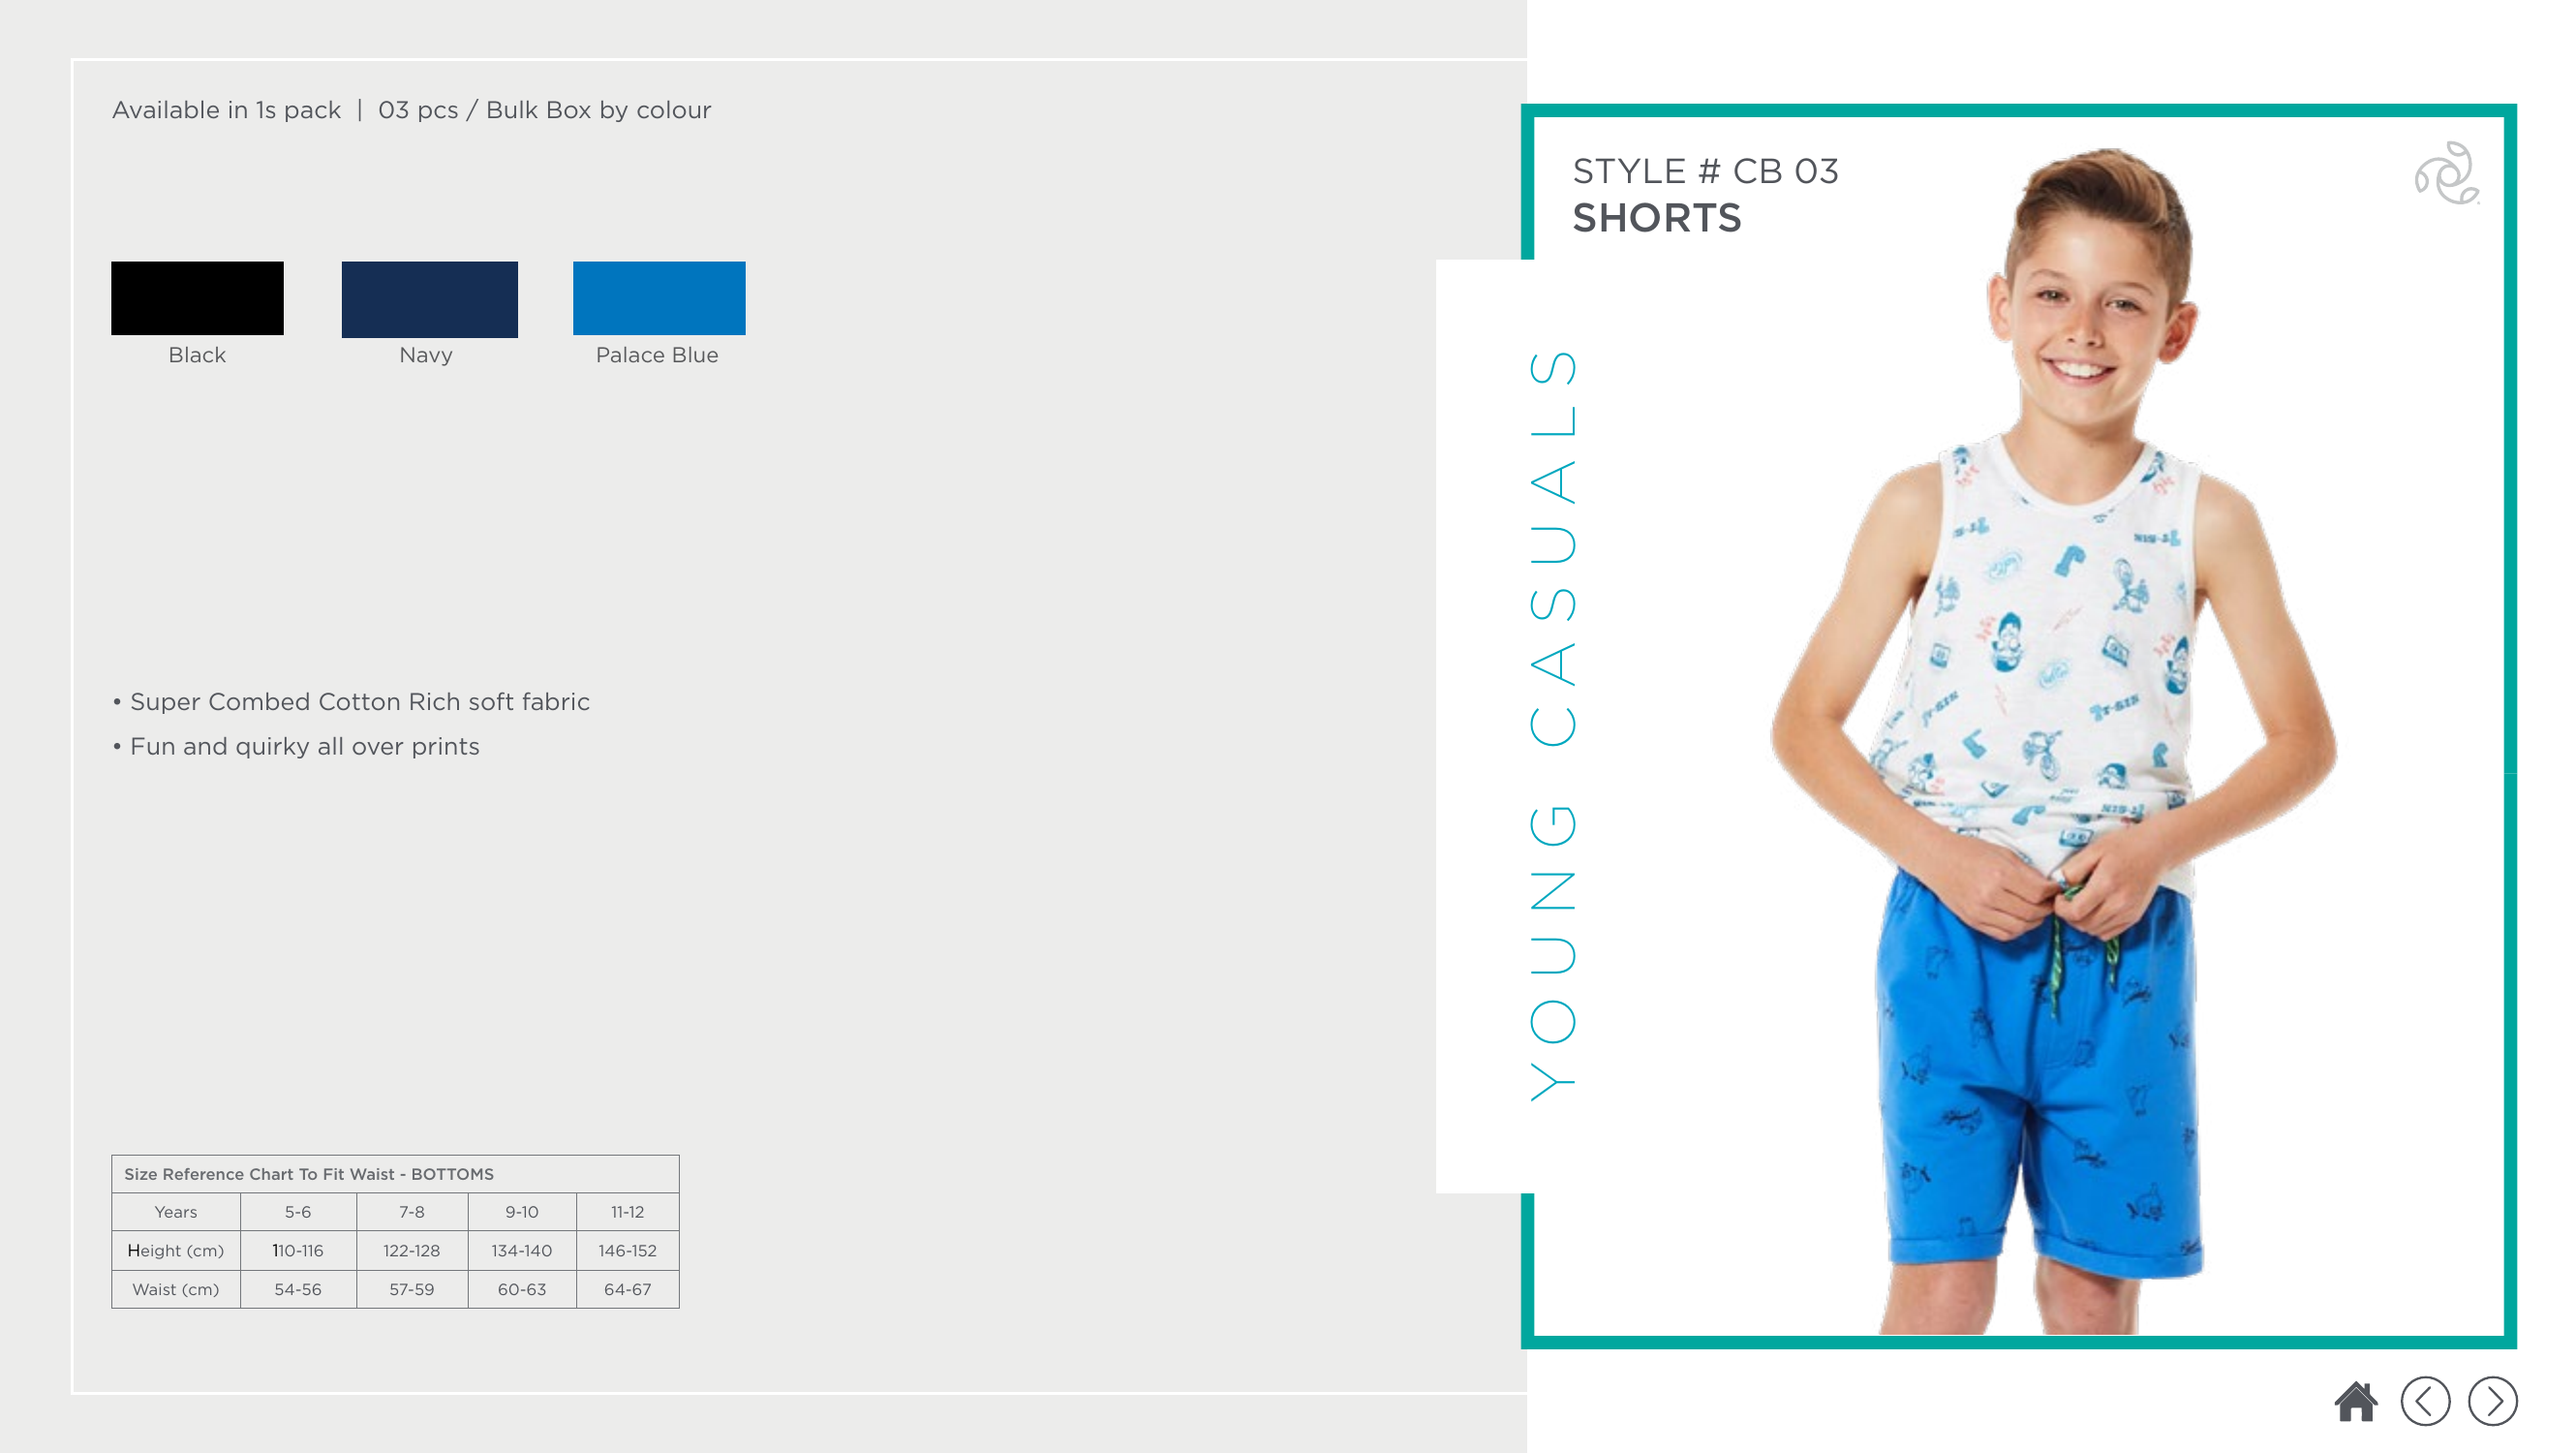 Available in 1s pack | 03 pcs / Bulk Box by colour
Black
Navy
Palace Blue
• Super Combed Cotton Rich soft fabric
• Fun and quirky all over prints
Size Reference Chart To Fit Waist - BOTTOMS
Years 5-6 7-8 9-10 11-12
Height (cm) 110-116 122-128 134-140 146-152
Waist (cm) 54-56 57-59 60-63 64-67
YOUNG CASUALS
STYLE # CB 03
SHORTS